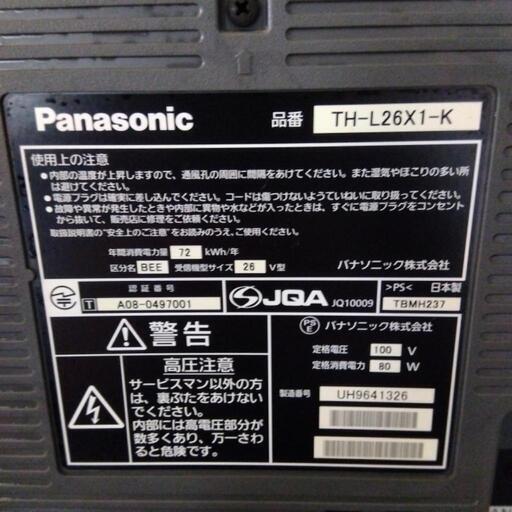 Panasonic 品番 TH-L26X1-K
使用上の注意
●内部の温度が上昇しますので、通風孔の周囲に間隔をあけてください。また湿気やほこりの多い所
は避けてください。
●電源プラグは確実に差し込んでください。コードは傷つけないようていねいに取り扱ってください。
●故障や異常が発生したときや内部に異物や水などが入ったときは、すぐに電源プラグをコンセント
から抜いて、販売店に修理をご依頼ください。
取扱説明書の"安全上のご注意"をお読みのうえ、ご使用ください。
年間消費電力量 72 kWh/年
区分名 BEE 受信機型サイズ 26 V型
パナソニック株式会社
認証番号
T A08-0497001
JQA JQ10009
>PS< 日本製
TBMH237
警告
高圧注意
サービスマン以外の方
は、裏ぶたをあけない
でください。
内部には高電圧部分が
数多くあり、万一さわる
と危険です。
PSE パナソニック株式会社
定格電圧 100 V
定格消費電力 80 W
製造番号 UH9641326